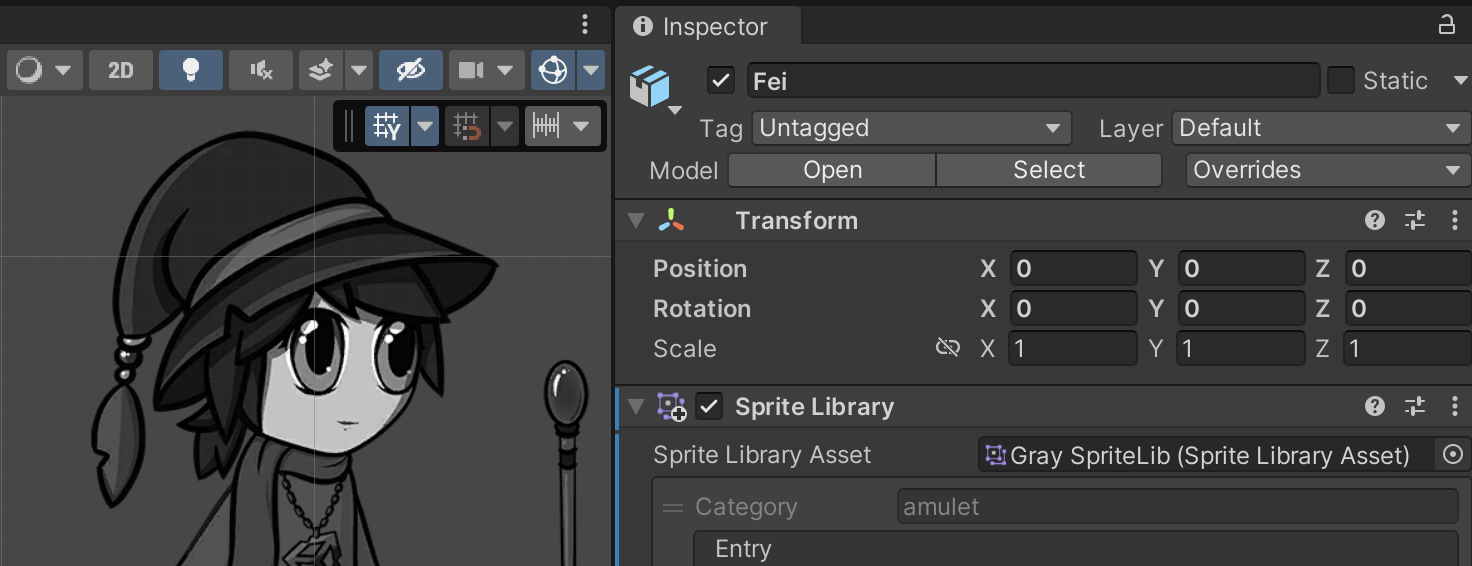 Inspector
2D
Fei
Static
Y
Tag Untagged Layer Default
Model Open Select Overrides
Transform
Position X 0 Y 0 Z 0
Rotation X 0 Y 0 Z 0
Scale X 1 Y 1 Z 1
Sprite Library
Sprite Library Asset Gray SpriteLib (Sprite Library Asset)
Category amulet
Entry